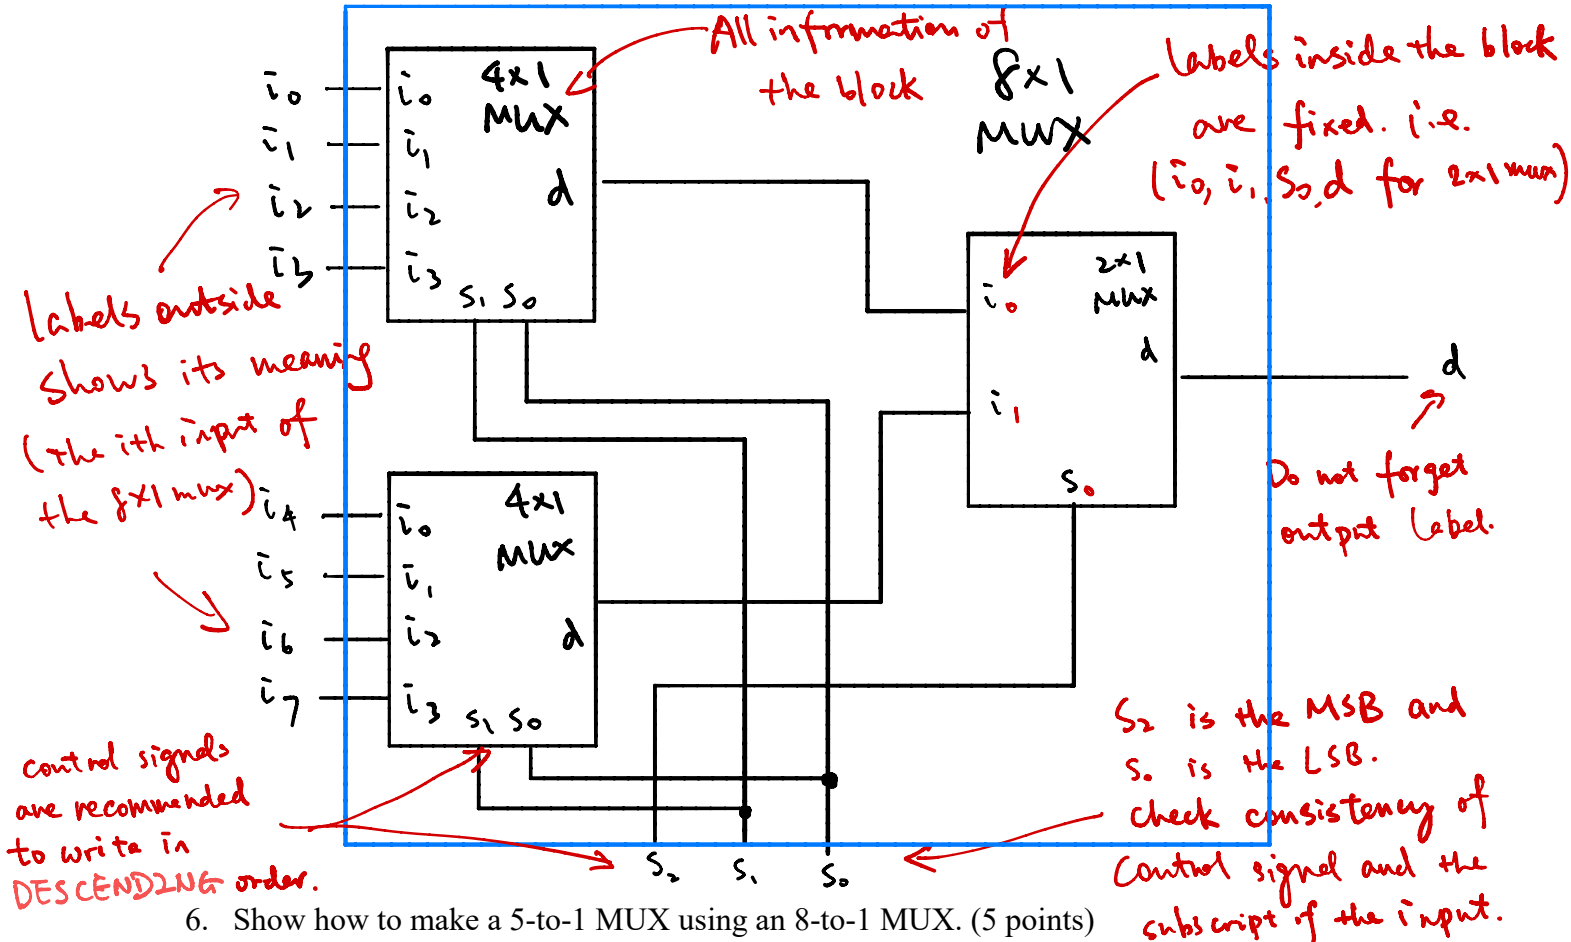 All information of
the block
8x1
MUX
Labels inside the block
are fixed. i.e.
(i0, i1, S0, d for 2x1 mux)
i0
i1
i2
i3
4x1
MUX
i0
i1
i2
i3
d
S1 S0
Labels outside
shows its meaning
(the ith input of
the 8x1 mux)
2x1
MUX
i0
i1
d
S0
d
Do not forget
output label.
i4
i5
i6
i7
4x1
MUX
i0
i1
i2
i3
d
S1 S0
control signals
are recommended
to write in
DESCENDING order.
S2 S1 S0
S2 is the MSB and
S0 is the LSB.
check consistency of
control signal and the
subscript of the input.
6. Show how to make a 5-to-1 MUX using an 8-to-1 MUX. (5 points)